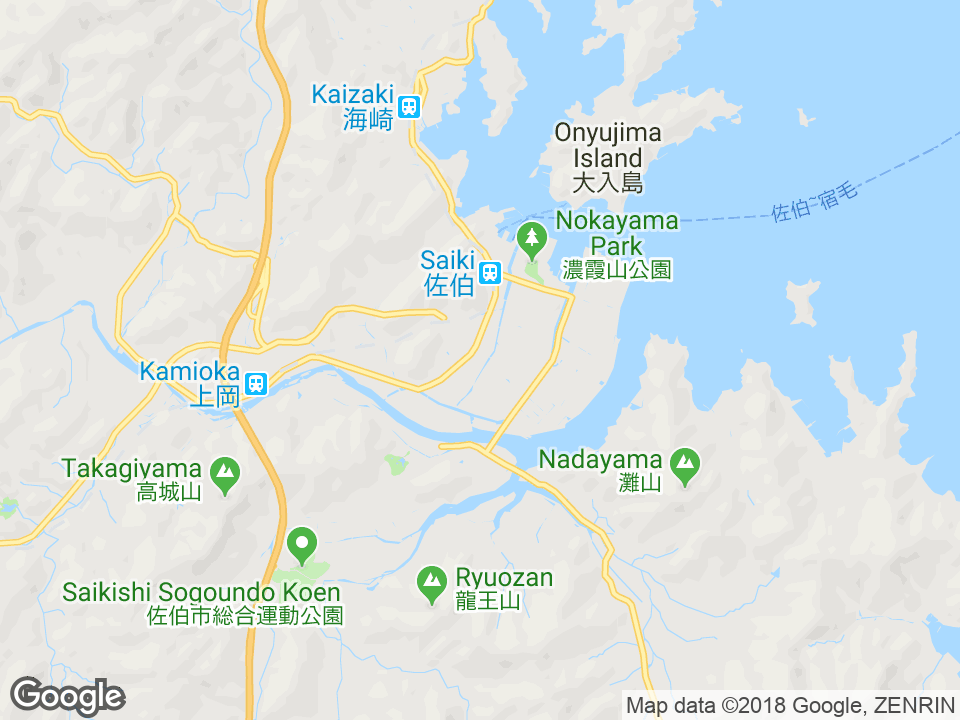 Kaizaki
海崎
Onyujima
Island
大入島
佐伯~宿毛
Nokayama
Park
濃霞山公園
Saiki
佐伯
Kamioka
上岡
Takagiyama
高城山
Nadayama
灘山
Saikishi Sogoundo Koen
佐伯市総合運動公園
Ryuozan
龍王山
Google
Map data ©2018 Google, ZENRIN